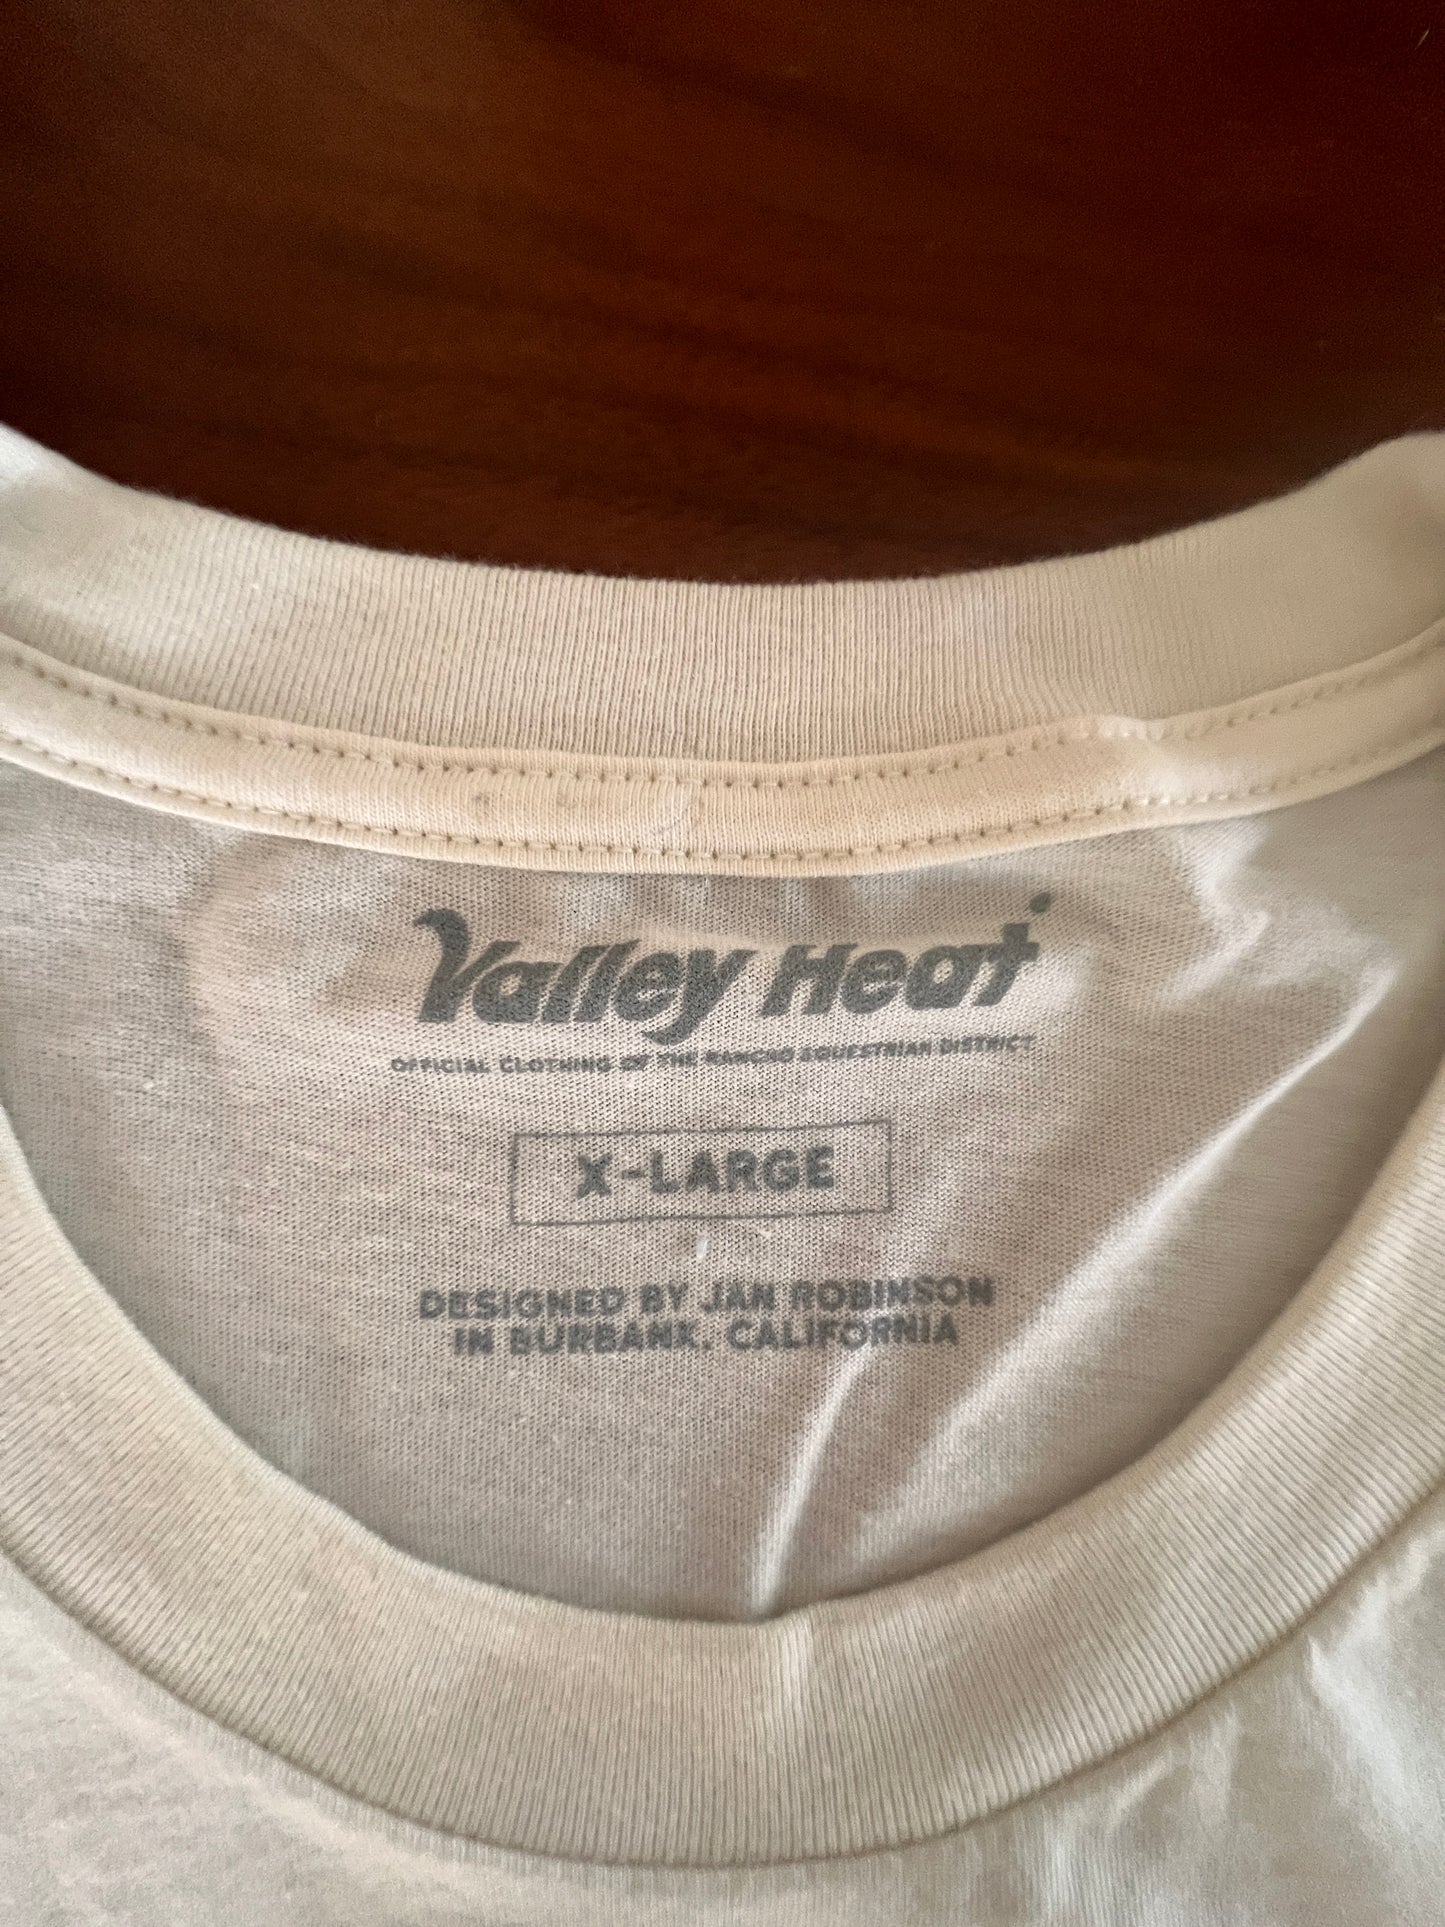 Valley Heat
OFFICIAL CLOTHING OF THE RANCHO EQUESTRIAN DISTRICT
X-LARGE
DESIGNED BY JAN ROBINSON
IN BURBANK, CALIFORNIA